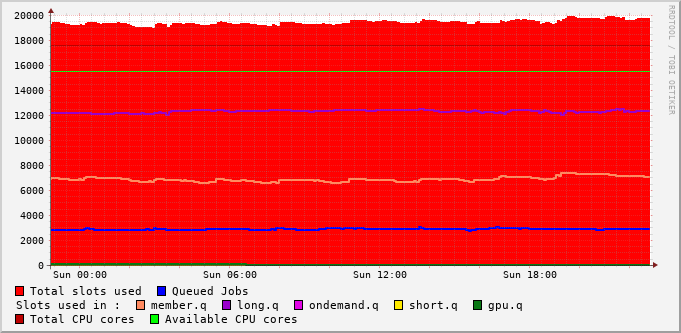 20000
18000
16000
14000
12000
10000
8000
6000
4000
2000
0
Sun 00:00 Sun 06:00 Sun 12:00 Sun 18:00
RRDTOOL / TOBI OETIKER
Total slots used Queued Jobs
Slots used in : member.q long.q ondemand.q short.q gpu.q
Total CPU cores Available CPU cores